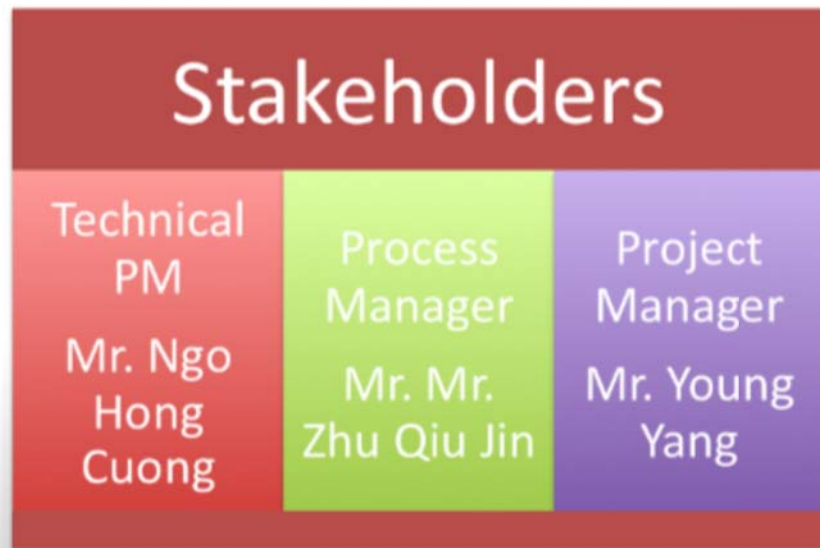 Stakeholders
Technical
PM
Mr. Ngo
Hong
Cuong
Process
Manager
Mr. Mr.
Zhu Qiu Jin
Project
Manager
Mr. Young
Yang